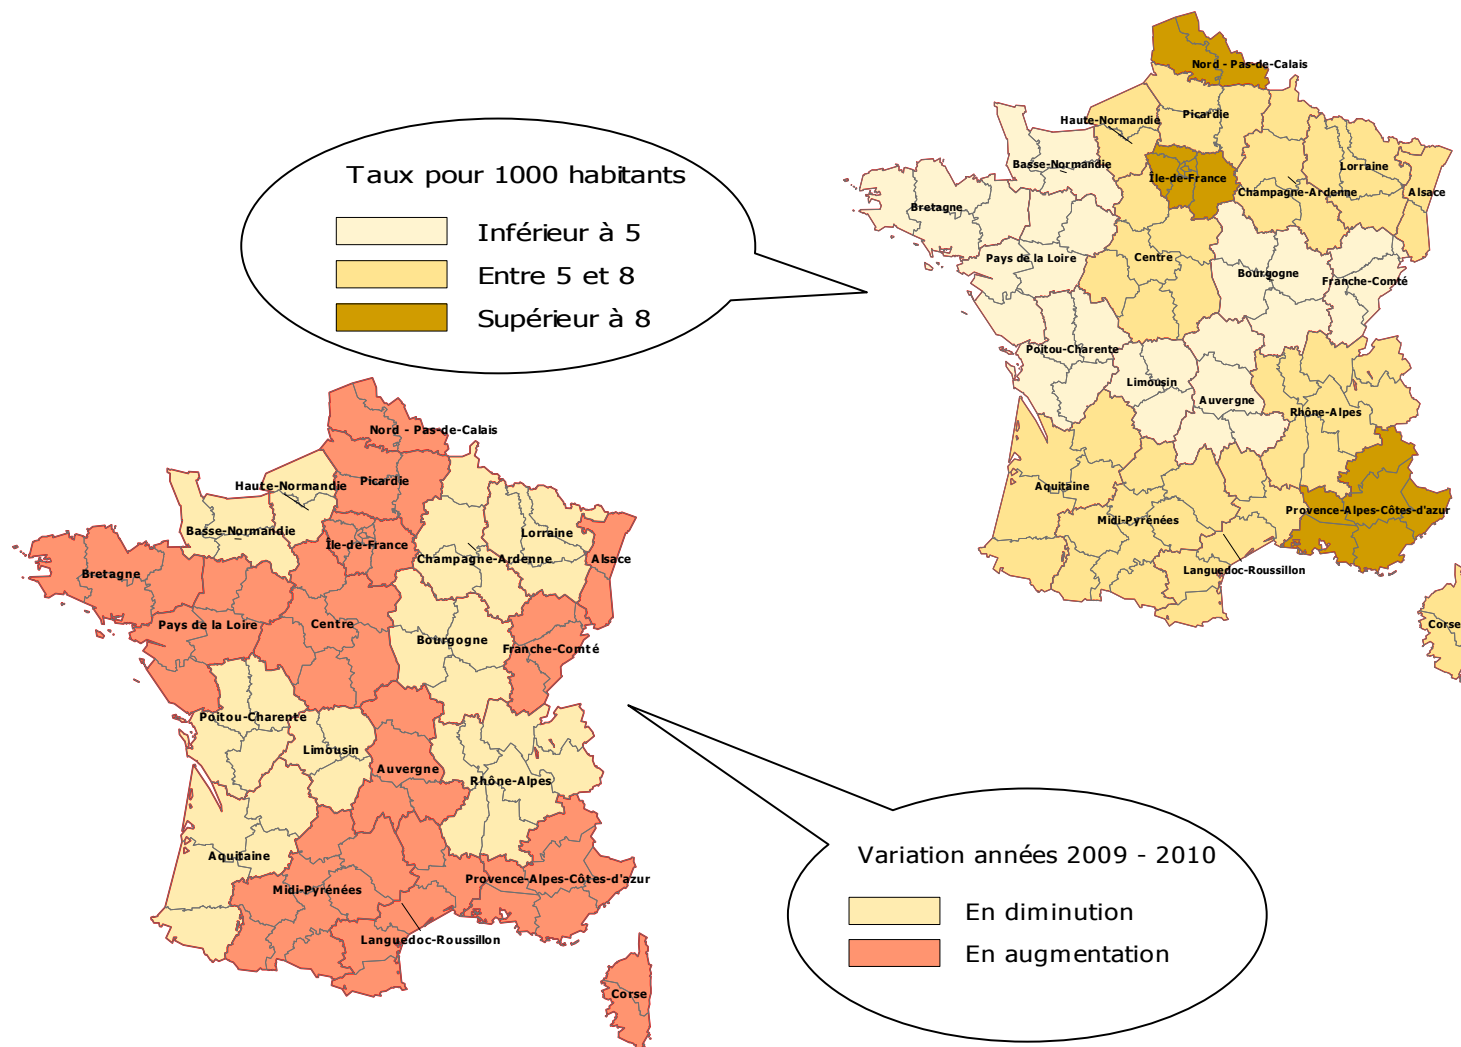 Nord - Pas-de-Calais
Picardie
Haute-Normandie
Basse-Normandie
Île-de-France
Lorraine
Champagne-Ardenne
Alsace
Bretagne
Pays de la Loire
Centre
Bourgogne
Franche-Comté
Poitou-Charente
Limousin
Auvergne
Rhône-Alpes
Aquitaine
Midi-Pyrénées
Provence-Alpes-Côtes-d'azur
Languedoc-Roussillon
Corse
Taux pour 1000 habitants
Inférieur à 5
Entre 5 et 8
Supérieur à 8
Nord - Pas-de-Calais
Picardie
Haute-Normandie
Basse-Normandie
Île-de-France
Lorraine
Champagne-Ardenne
Alsace
Bretagne
Pays de la Loire
Centre
Bourgogne
Franche-Comté
Poitou-Charente
Limousin
Auvergne
Rhône-Alpes
Aquitaine
Midi-Pyrénées
Provence-Alpes-Côtes-d'azur
Languedoc-Roussillon
Corse
Variation années 2009 - 2010
En diminution
En augmentation